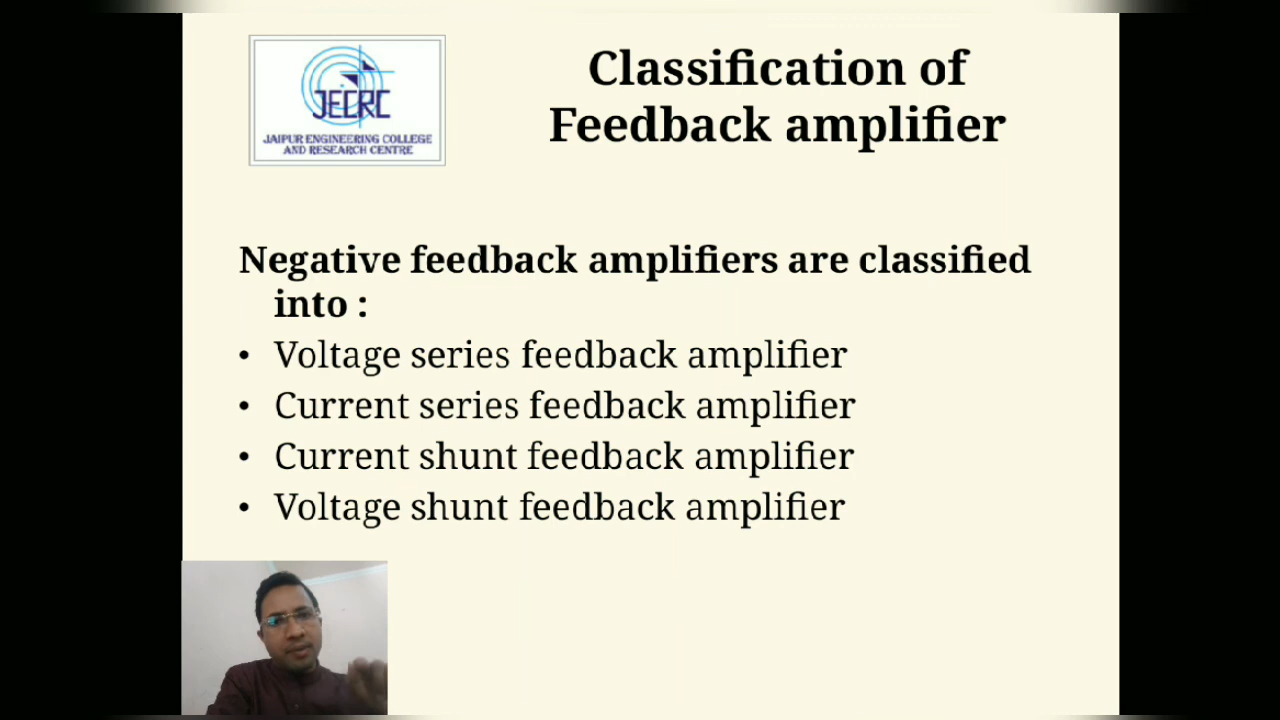 JECRC
JAIPUR ENGINEERING COLLEGE
AND RESEARCH CENTRE
Classification of
Feedback amplifier
Negative feedback amplifiers are classified
into :
• Voltage series feedback amplifier
• Current series feedback amplifier
• Current shunt feedback amplifier
• Voltage shunt feedback amplifier